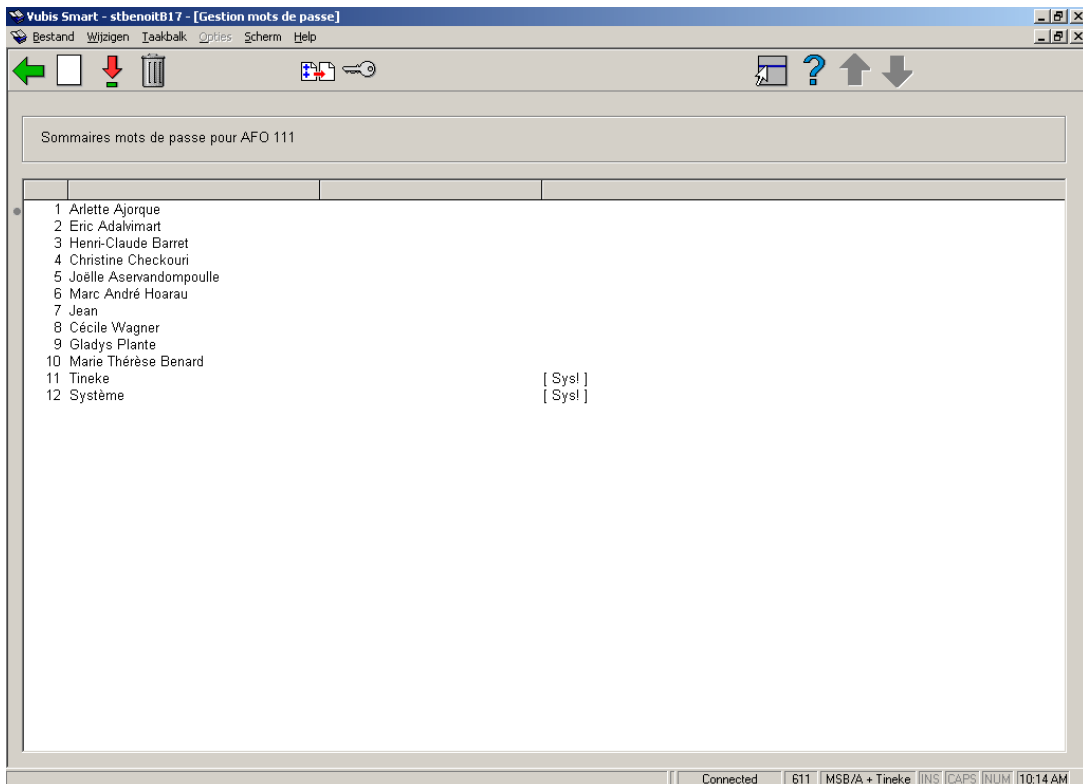 Vubis Smart - stbenoitB17 - [Gestion mots de passe]
Bestand Wijzigen Taakbalk Opties Scherm Help
Sommaires mots de passe pour AFO 111
1 Arlette Ajorque
2 Eric Adalvimart
3 Henri-Claude Barret
4 Christine Checkouri
5 Joëlle Aservandompoulle
6 Marc André Hoarau
7 Jean
8 Cécile Wagner
9 Gladys Plante
10 Marie Thérèse Benard
11 Tineke [ Sys! ]
12 Système [ Sys! ]
Connected 611 MSB/A + Tineke INS CAPS NUM 10:14 AM